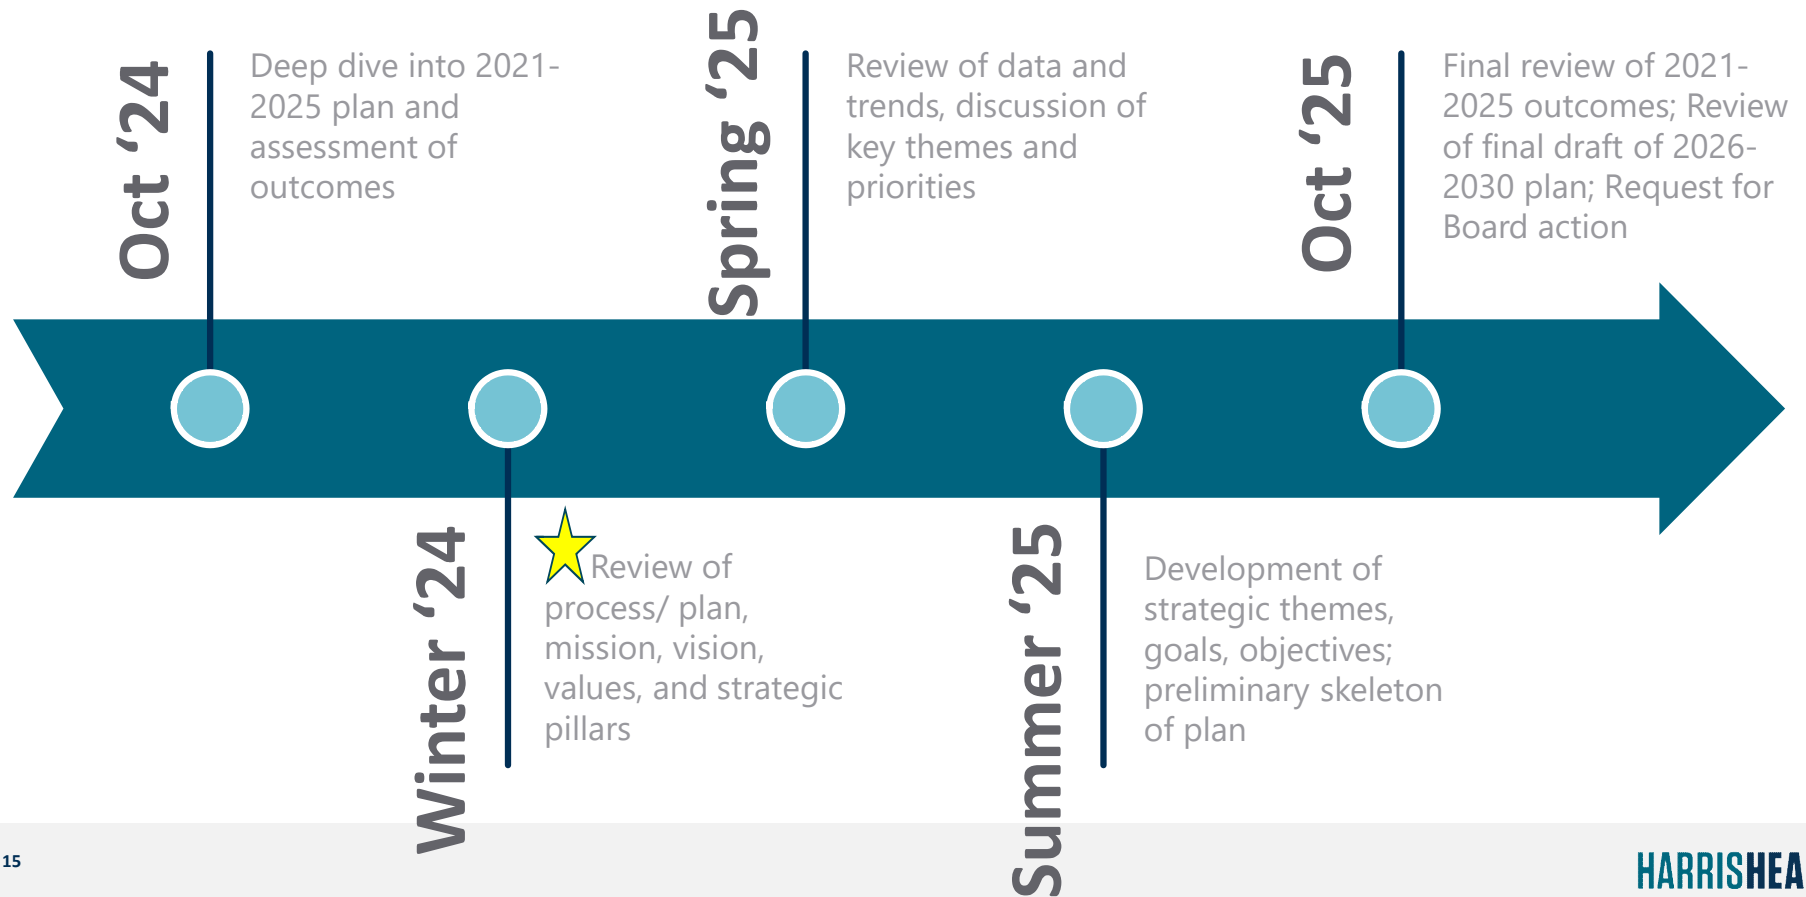 Oct ‘24
Deep dive into 2021-
2025 plan and
assessment of
outcomes
Winter ‘24
Review of
process/ plan,
mission, vision,
values, and strategic
pillars
Spring ‘25
Review of data and
trends, discussion of
key themes and
priorities
Summer ‘25
Development of
strategic themes,
goals, objectives;
preliminary skeleton
of plan
Oct ‘25
Final review of 2021-
2025 outcomes; Review
of final draft of 2026-
2030 plan; Request for
Board action
15
HARRISHEA